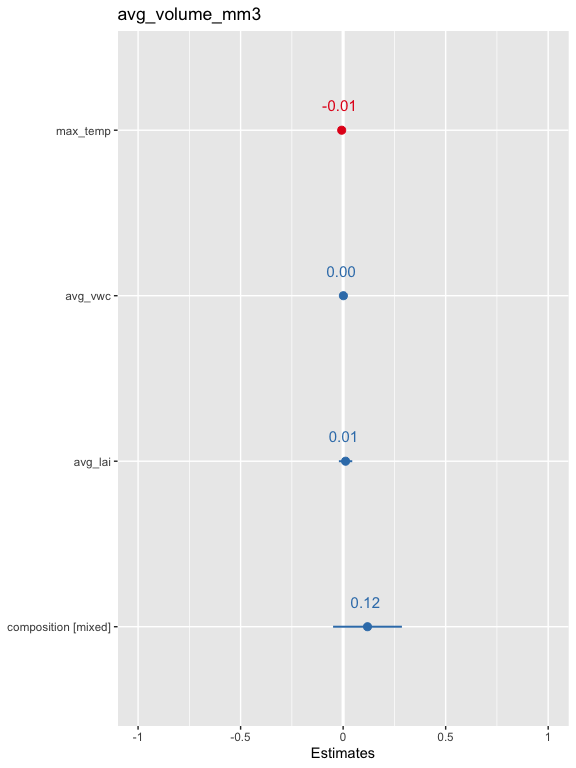 avg_volume_mm3
-0.01
max_temp
0.00
avg_vwc
0.01
avg_lai
0.12
composition [mixed]
-1 -0.5 0 0.5 1
Estimates